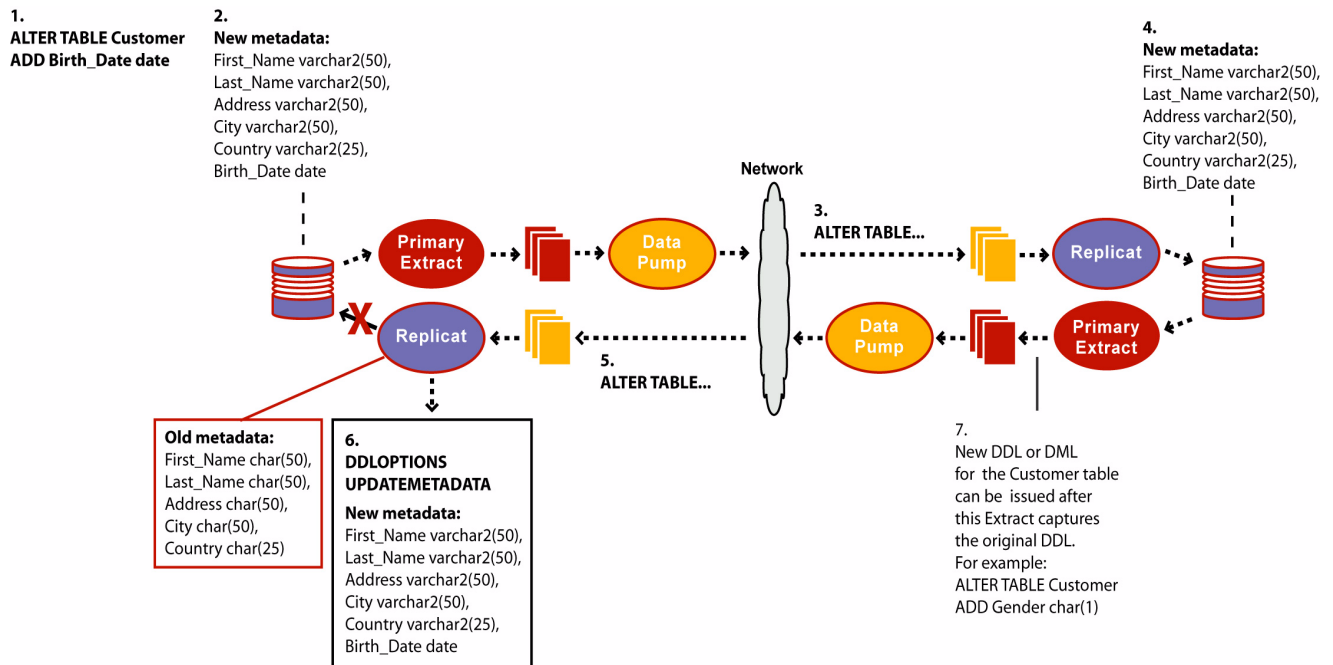 1.
ALTER TABLE Customer
ADD Birth_Date date
2.
New metadata:
First_Name varchar2(50),
Last_Name varchar2(50),
Address varchar2(50),
City varchar2(50),
Country varchar2(25),
Birth_Date date
4.
New metadata:
First_Name varchar2(50),
Last_Name varchar2(50),
Address varchar2(50),
City varchar2(50),
Country varchar2(25),
Birth_Date date
Network
3.
ALTER TABLE...
Primary
Extract
Data
Pump
Replicat
X
Replicat
5.
ALTER TABLE...
Data
Pump
Primary
Extract
Old metadata:
First_Name char(50),
Last_Name char(50),
Address char(50),
City char(50),
Country char(25)
6.
DDLOPTIONS
UPDATEMETADATA
New metadata:
First_Name varchar2(50),
Last_Name varchar2(50),
Address varchar2(50),
City varchar2(50),
Country varchar2(25),
Birth_Date date
7.
New DDL or DML
for the Customer table
can be issued after
this Extract captures
the original DDL.
For example:
ALTER TABLE Customer
ADD Gender char(1)